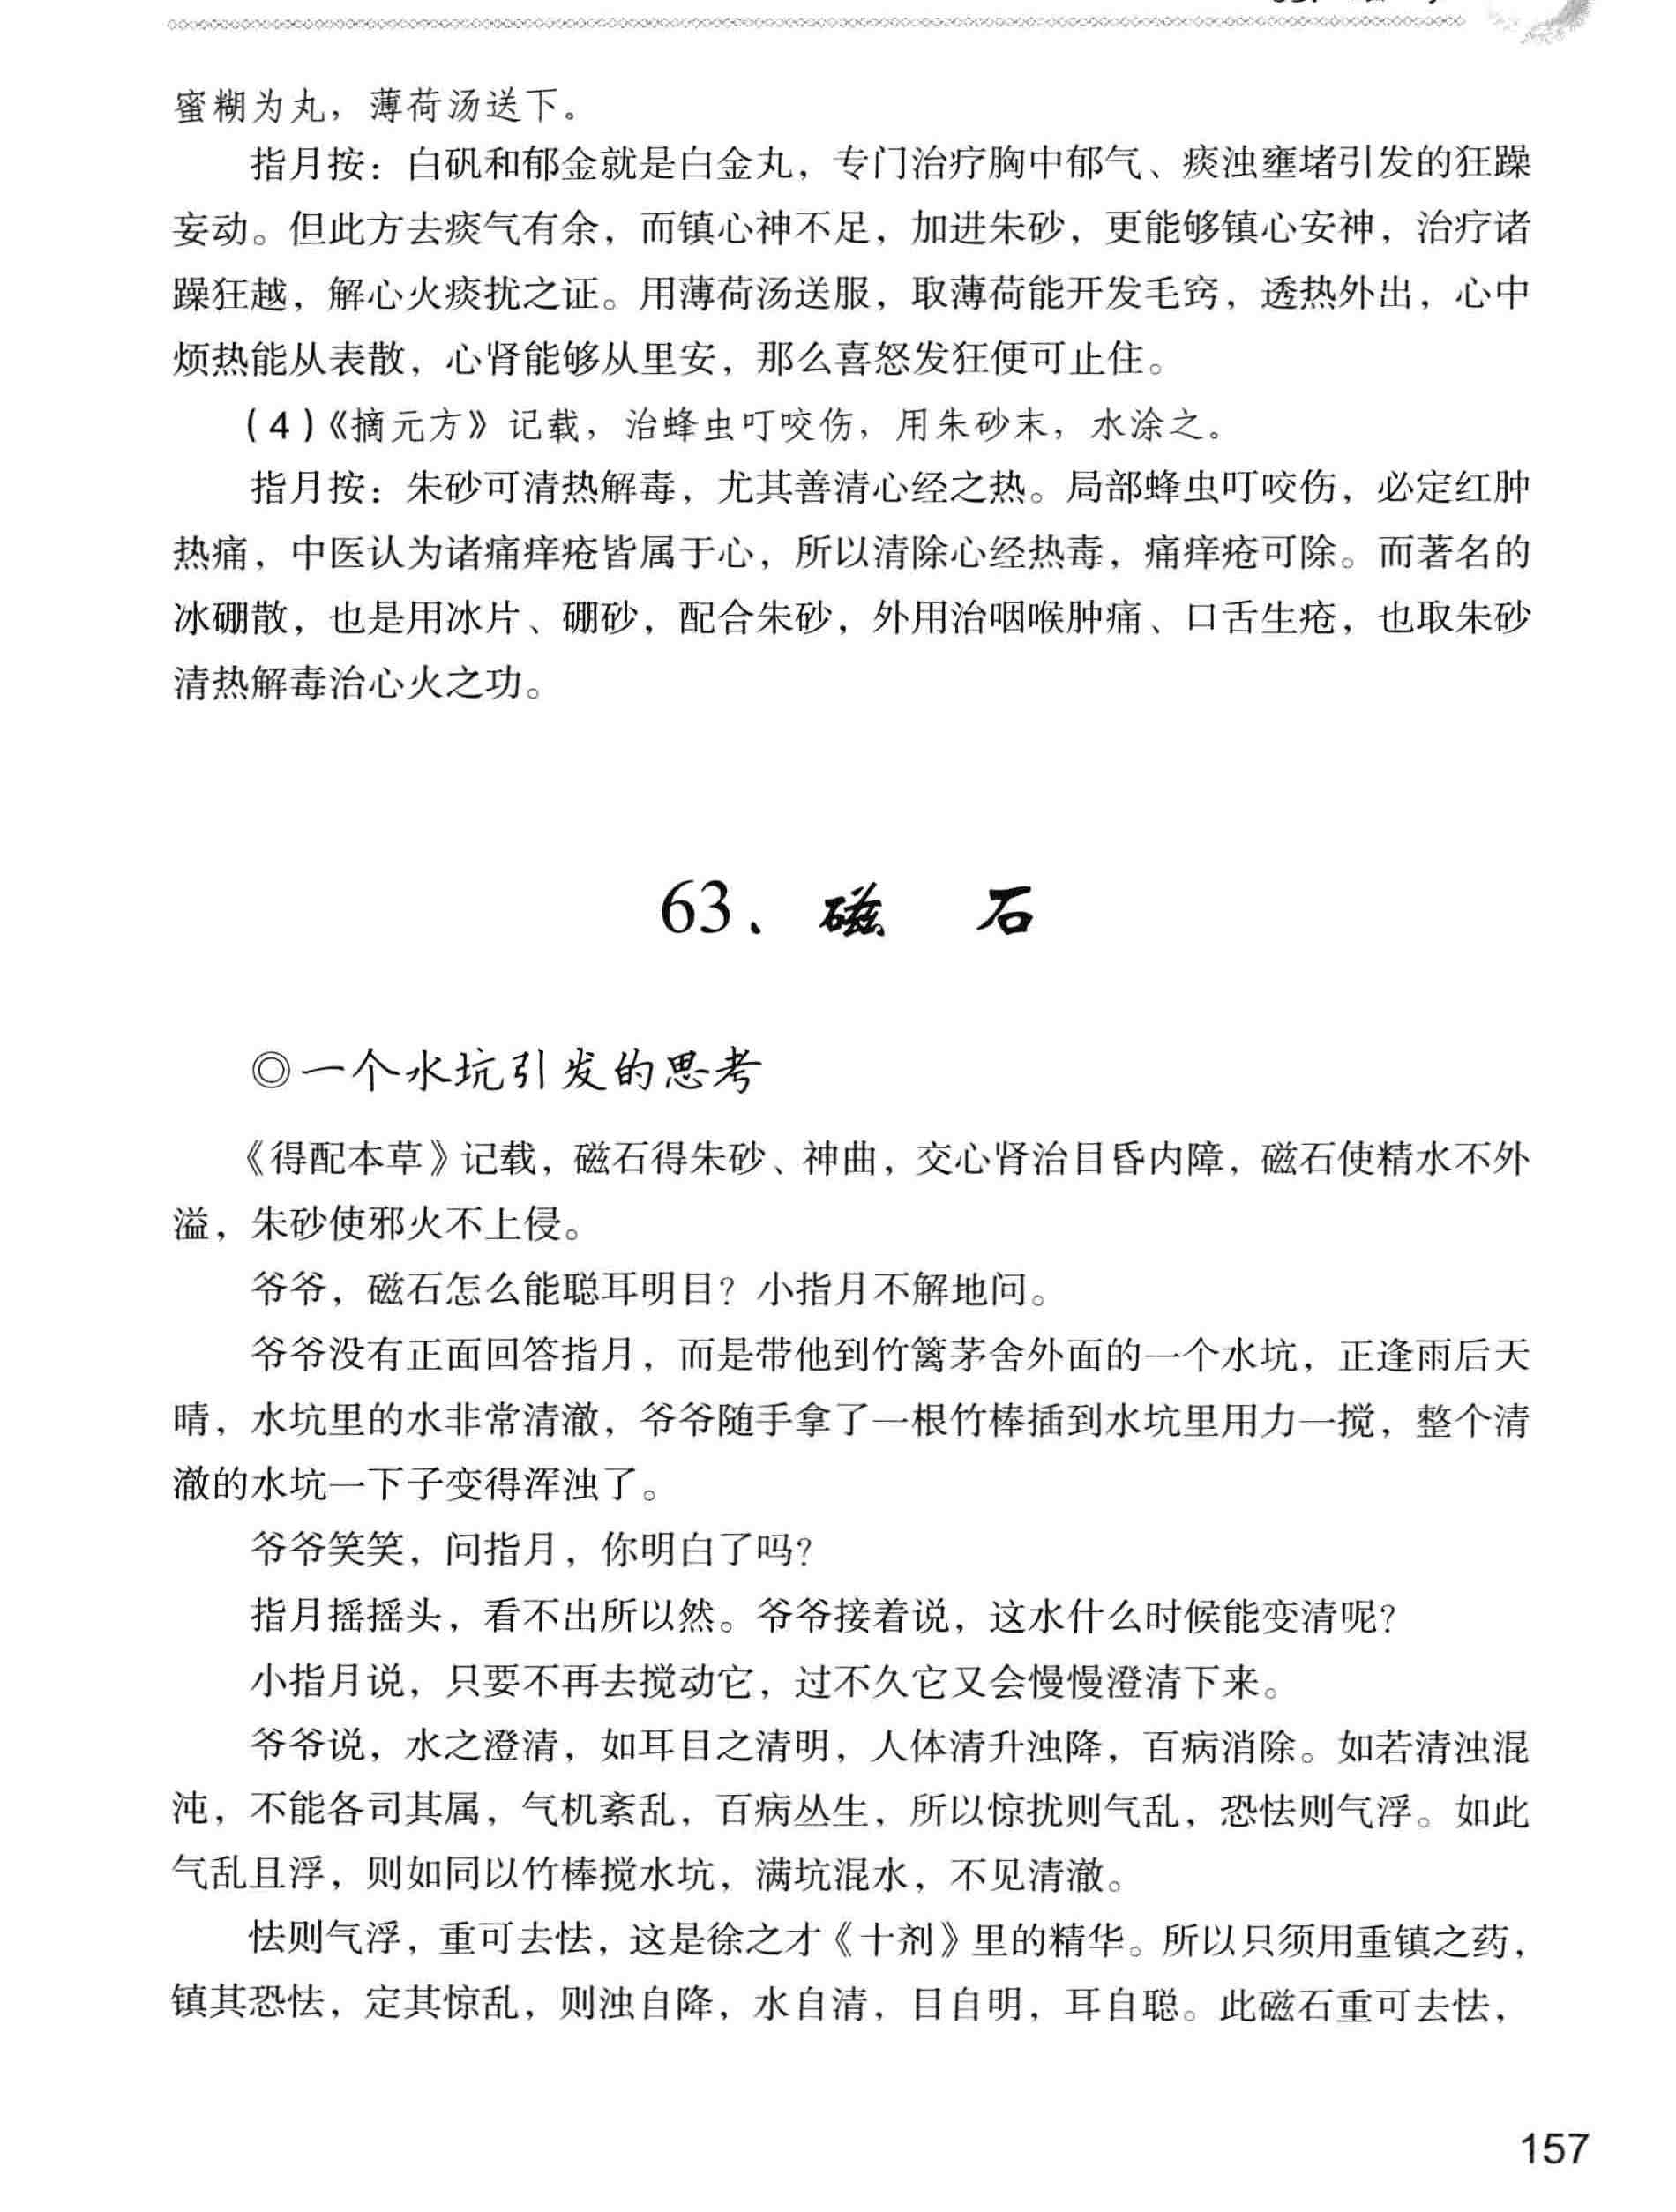 蜜糊为丸，薄荷汤送下。
指月按：白矾和郁金就是白金丸，专门治疗胸中郁气、痰浊壅堵引发的狂躁
妄动。但此方去痰气有余，而镇心神不足，加进朱砂，更能够镇心安神，治疗诸
躁狂越，解心火痰扰之证。用薄荷汤送服，取薄荷能开发毛窍，透热外出，心中
烦热能从表散，心肾能够从里安，那么喜怒发狂便可止住。
(4)《摘元方》记载，治蜂虫叮咬伤，用朱砂末，水涂之。
指月按：朱砂可清热解毒，尤其善清心经之热。局部蜂虫叮咬伤，必定红肿
热痛，中医认为诸痛痒疮皆属于心，所以清除心经热毒，痛痒疮可除。而著名的
冰硼散，也是用冰片、硼砂，配合朱砂，外用治咽喉肿痛、口舌生疮，也取朱砂
清热解毒治心火之功。
63、磁　石
◎一个水坑引发的思考
《得配本草》记载，磁石得朱砂、神曲，交心肾治目昏内障，磁石使精水不外
溢，朱砂使邪火不上侵。
爷爷，磁石怎么能聪耳明目？小指月不解地问。
爷爷没有正面回答指月，而是带他到竹篱茅舍外面的一个水坑，正逢雨后天
晴，水坑里的水非常清澈，爷爷随手拿了一根竹棒插到水坑里用力一搅，整个清
澈的水坑一下子变得浑浊了。
爷爷笑笑，问指月，你明白了吗？
指月摇摇头，看不出所以然。爷爷接着说，这水什么时候能变清呢？
小指月说，只要不再去搅动它，过不久它又会慢慢澄清下来。
爷爷说，水之澄清，如耳目之清明，人体清升浊降，百病消除。如若清浊混
沌，不能各司其属，气机紊乱，百病丛生，所以惊扰则气乱，恐怯则气浮。如此
气乱且浮，则如同以竹棒搅水坑，满坑混水，不见清澈。
怯则气浮，重可去怯，这是徐之才《十剂》里的精华。所以只须用重镇之药，
镇其恐怯，定其惊乱，则浊自降，水自清，目自明，耳自聪。此磁石重可去怯，
157